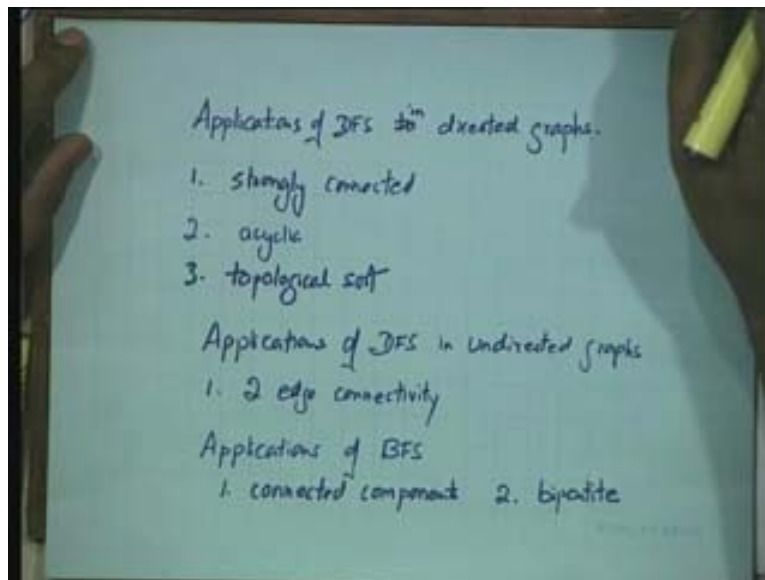 Applications of DFS in directed graphs.
1. strongly connected
2. acyclic
3. topological sort
Applications of DFS in undirected graphs
1. 2 edge connectivity
Applications of BFS
1. connected component 2. bipartite